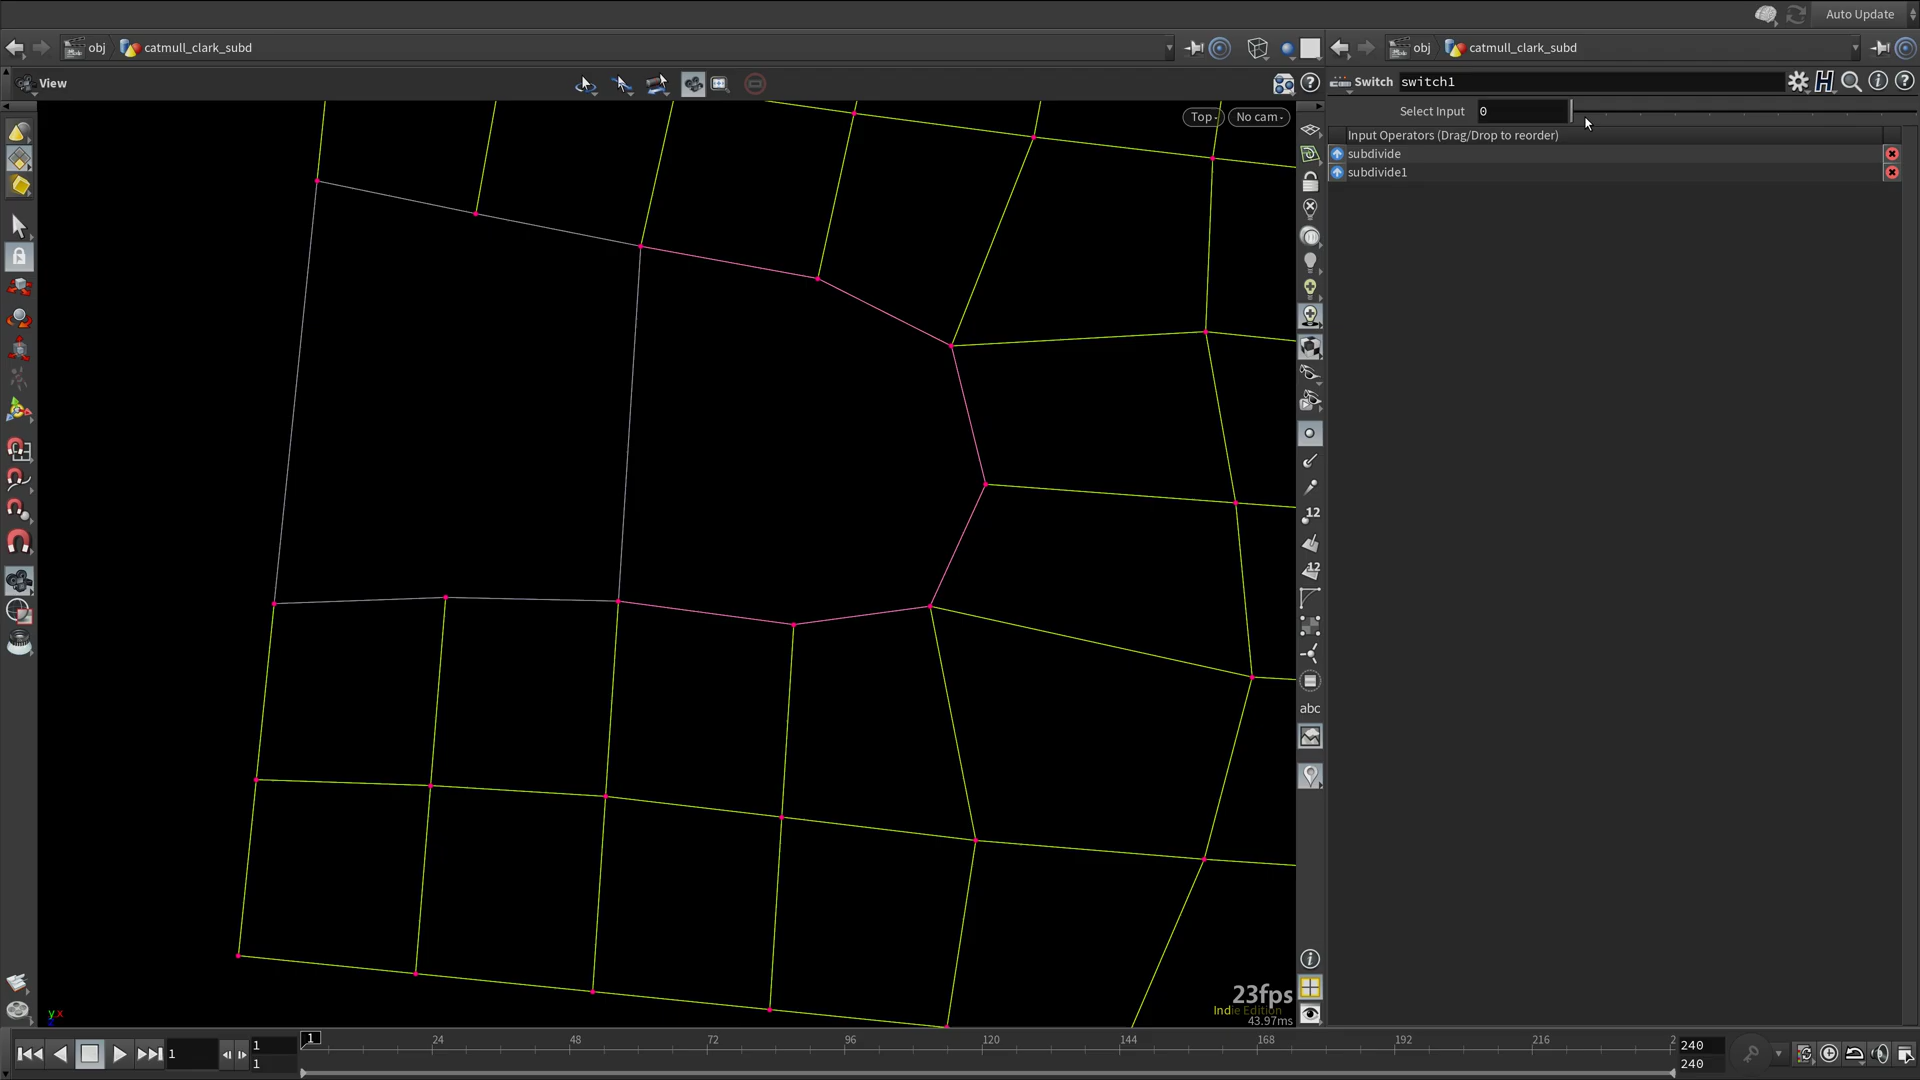 Auto Update
obj catmull_clark_subd
obj catmull_clark_subd
View
Switch switch1
Top No cam
Select Input 0
Input Operators (Drag/Drop to reorder)
subdivide
subdivide1
12
12
abc
23fps
Indie Edition
43.97ms
y x
1
1
1
1
24 48 72 96 120 144 168 192 216 2
240
240